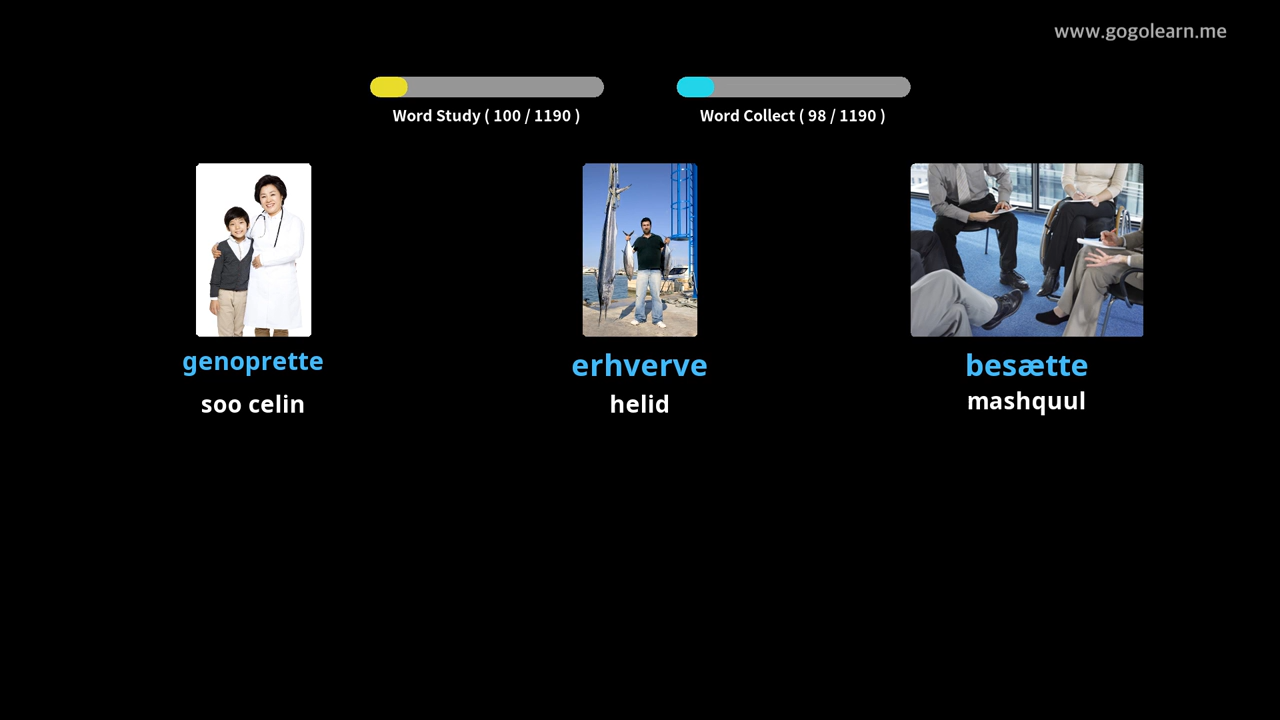 www.gogolearn.me
Word Study ( 100 / 1190 )
Word Collect ( 98 / 1190 )
genoprette
erhverve
besætte
soo celin
helid
mashquul